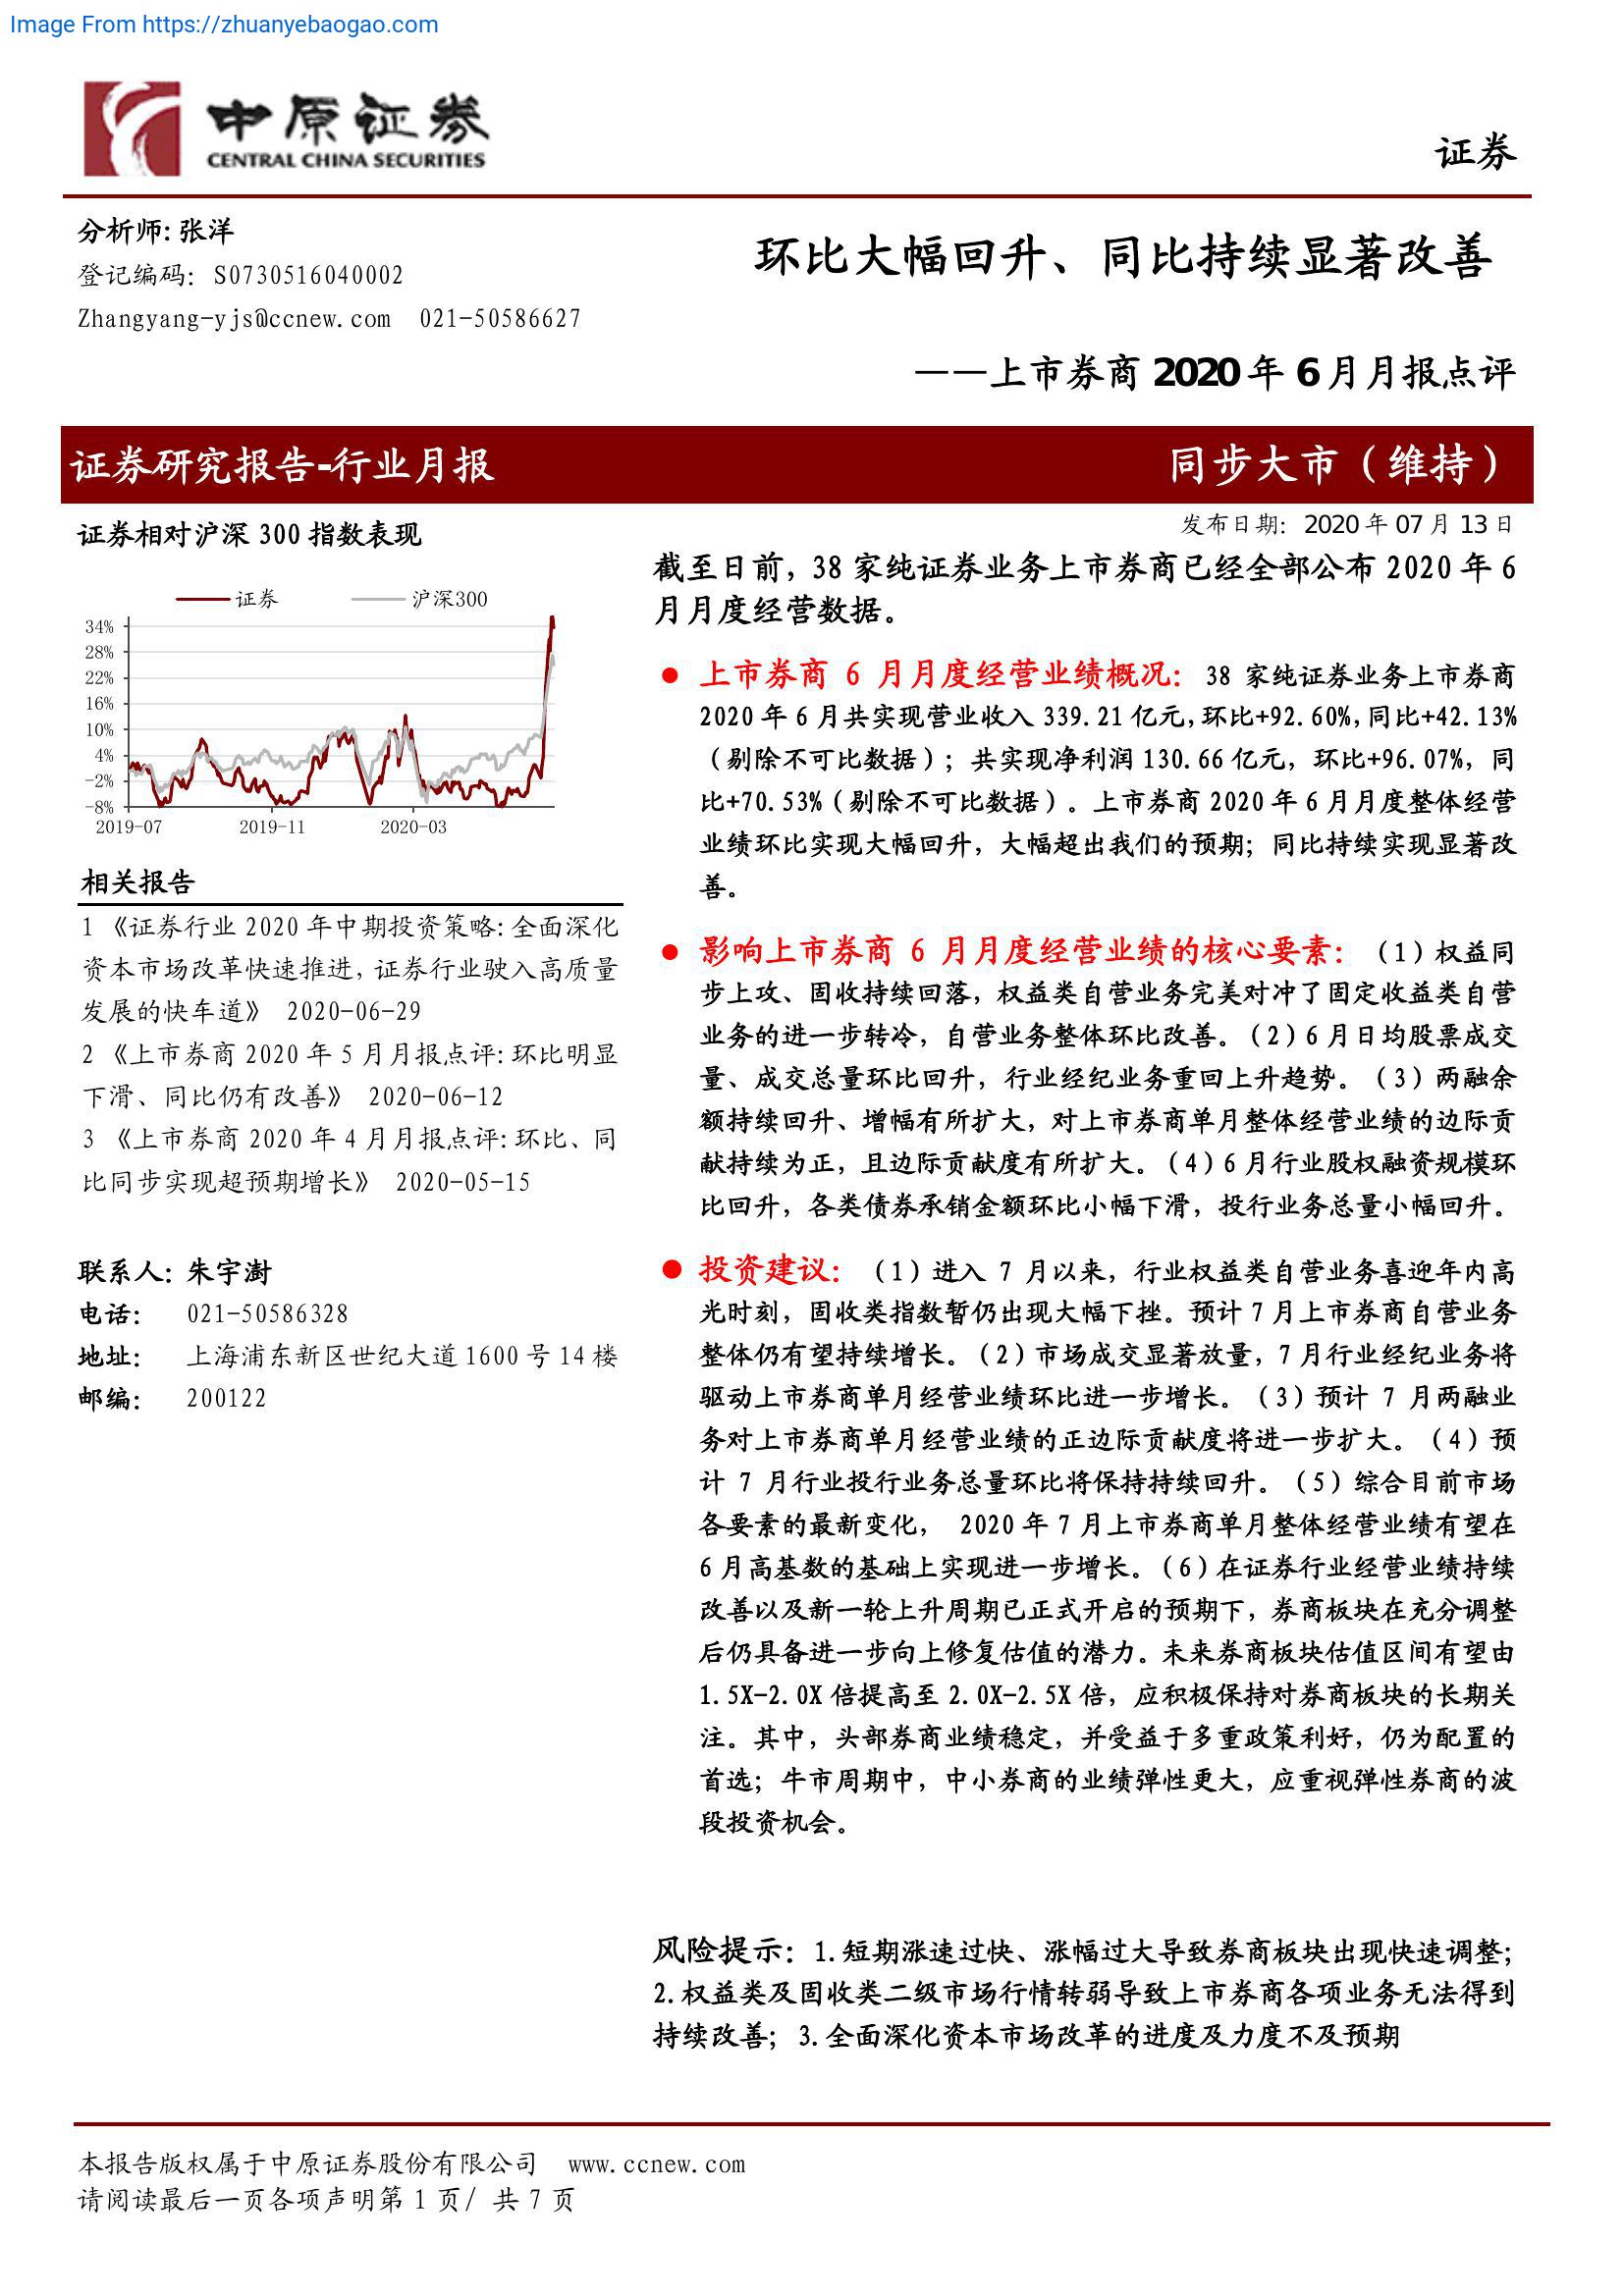 Image From https://zhuanyebaogao.com
中原证券
CENTRAL CHINA SECURITIES
证券
分析师:张洋
登记编码：S0730516040002
Zhangyang-yjs@ccnew.com 021-50586627
环比大幅回升、同比持续显著改善
——上市券商 2020 年 6 月月报点评
证券研究报告-行业月报
同步大市（维持）
发布日期：2020 年 07 月 13 日
证券相对沪深 300 指数表现
证券 沪深300
34%
28%
22%
16%
10%
4%
-2%
-8%
2019-07 2019-11 2020-03
相关报告
1 《证券行业 2020 年中期投资策略:全面深化
资本市场改革快速推进,证券行业驶入高质量
发展的快车道》 2020-06-29
2 《上市券商 2020 年 5 月月报点评:环比明显
下滑、同比仍有改善》 2020-06-12
3 《上市券商 2020 年 4 月月报点评:环比、同
比同步实现超预期增长》 2020-05-15
联系人：朱宇澍
电话： 021-50586328
地址： 上海浦东新区世纪大道 1600 号 14 楼
邮编： 200122
截至日前，38 家纯证券业务上市券商已经全部公布 2020 年 6
月月度经营数据。
● 上市券商 6 月月度经营业绩概况：38 家纯证券业务上市券商
2020 年 6 月共实现营业收入 339.21 亿元,环比+92.60%,同比+42.13%
（剔除不可比数据）；共实现净利润 130.66 亿元，环比+96.07%，同
比+70.53%（剔除不可比数据）。上市券商 2020 年 6 月月度整体经营
业绩环比实现大幅回升，大幅超出我们的预期；同比持续实现显著改
善。
● 影响上市券商 6 月月度经营业绩的核心要素：（1）权益同
步上攻、固收持续回落，权益类自营业务完美对冲了固定收益类自营
业务的进一步转冷，自营业务整体环比改善。（2）6 月日均股票成交
量、成交总量环比回升，行业经纪业务重回上升趋势。（3）两融余
额持续回升、增幅有所扩大，对上市券商单月整体经营业绩的边际贡
献持续为正，且边际贡献度有所扩大。（4）6 月行业股权融资规模环
比回升，各类债券承销金额环比小幅下滑，投行业务总量小幅回升。
● 投资建议：（1）进入 7 月以来，行业权益类自营业务喜迎年内高
光时刻，固收类指数暂仍出现大幅下挫。预计 7 月上市券商自营业务
整体仍有望持续增长。（2）市场成交显著放量，7 月行业经纪业务将
驱动上市券商单月经营业绩环比进一步增长。（3）预计 7 月两融业
务对上市券商单月经营业绩的正边际贡献度将进一步扩大。（4）预
计 7 月行业投行业务总量环比将保持持续回升。（5）综合目前市场
各要素的最新变化， 2020 年 7 月上市券商单月整体经营业绩有望在
6 月高基数的基础上实现进一步增长。（6）在证券行业经营业绩持续
改善以及新一轮上升周期已正式开启的预期下，券商板块在充分调整
后仍具备进一步向上修复估值的潜力。未来券商板块估值区间有望由
1.5X-2.0X 倍提高至 2.0X-2.5X 倍，应积极保持对券商板块的长期关
注。其中，头部券商业绩稳定，并受益于多重政策利好，仍为配置的
首选；牛市周期中，中小券商的业绩弹性更大，应重视弹性券商的波
段投资机会。
风险提示：1.短期涨速过快、涨幅过大导致券商板块出现快速调整；
2.权益类及固收类二级市场行情转弱导致上市券商各项业务无法得到
持续改善；3.全面深化资本市场改革的进度及力度不及预期
本报告版权属于中原证券股份有限公司 www.ccnew.com
请阅读最后一页各项声明第 1 页/ 共 7 页